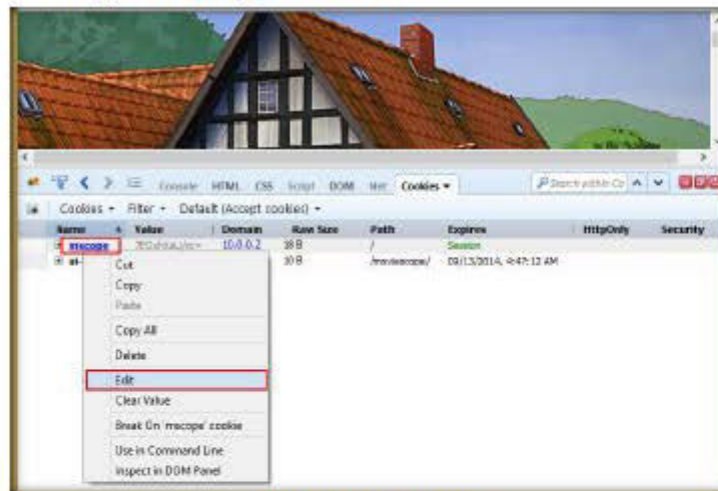 Console HTML CSS Script DOM Net Cookies
Search within Co
Cookies Filter Default (Accept cookies)
Name Value Domain Raw Size Path Expires HttpOnly Security
mscope 10.0.0.2 18 B / Session
10 B /moviescope/ 09/13/2014, 4:47:12 AM
Cut
Copy
Paste
Copy All
Delete
Edit
Clear Value
Break On 'mscope' cookie
Use in Command Line
Inspect in DOM Panel